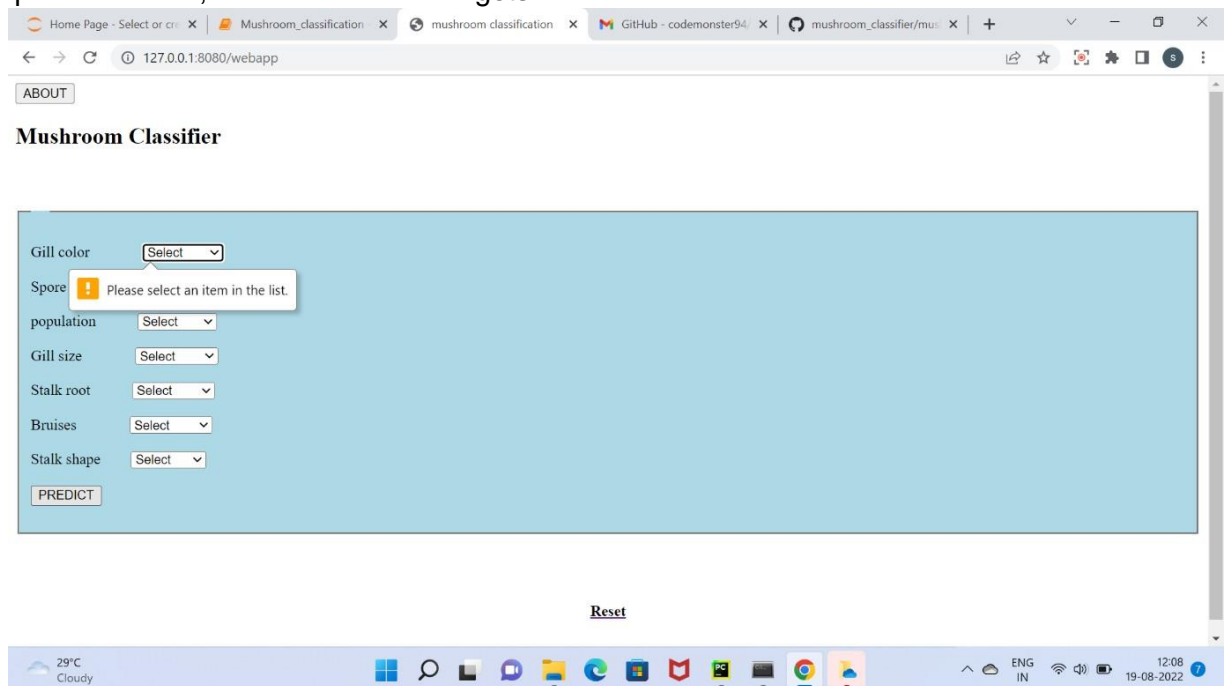 Home Page - Select or cre
Mushroom_classification -
mushroom classification
GitHub - codemonster94/
mushroom_classifier/mus
127.0.0.1:8080/webapp
S
ABOUT
Mushroom Classifier
Gill color Select
Spore
Please select an item in the list.
population Select
Gill size Select
Stalk root Select
Bruises Select
Stalk shape Select
PREDICT
Reset
29°C
Cloudy
PC
ENG
IN
12:08
19-08-2022
7